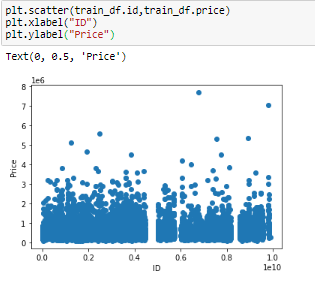 plt.scatter(train_df.id,train_df.price)
plt.xlabel("ID")
plt.ylabel("Price")
Text(0, 0.5, 'Price')
1e6
8
7
6
5
4
3
2
1
0
Price
0.0 0.2 0.4 0.6 0.8 1.0
1e10
ID